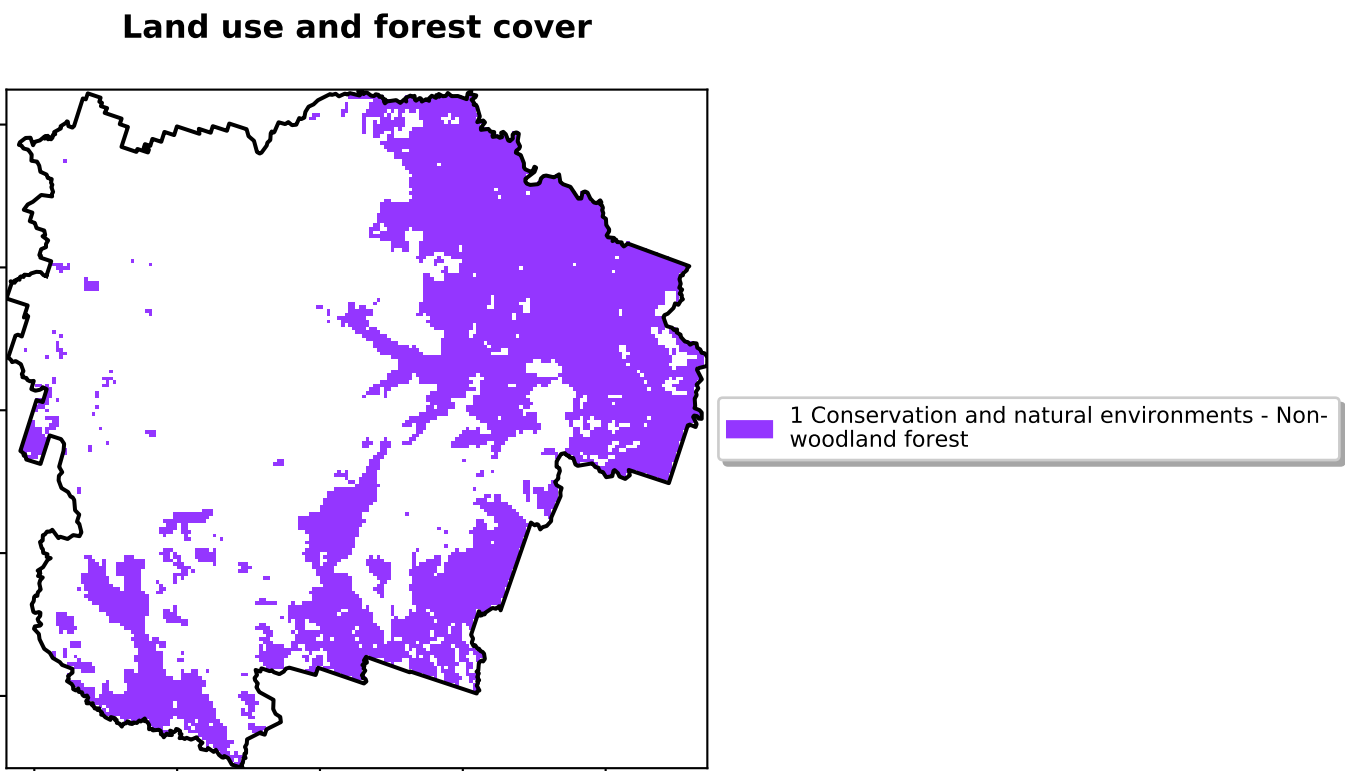 Land use and forest cover
1 Conservation and natural environments - Non-
woodland forest